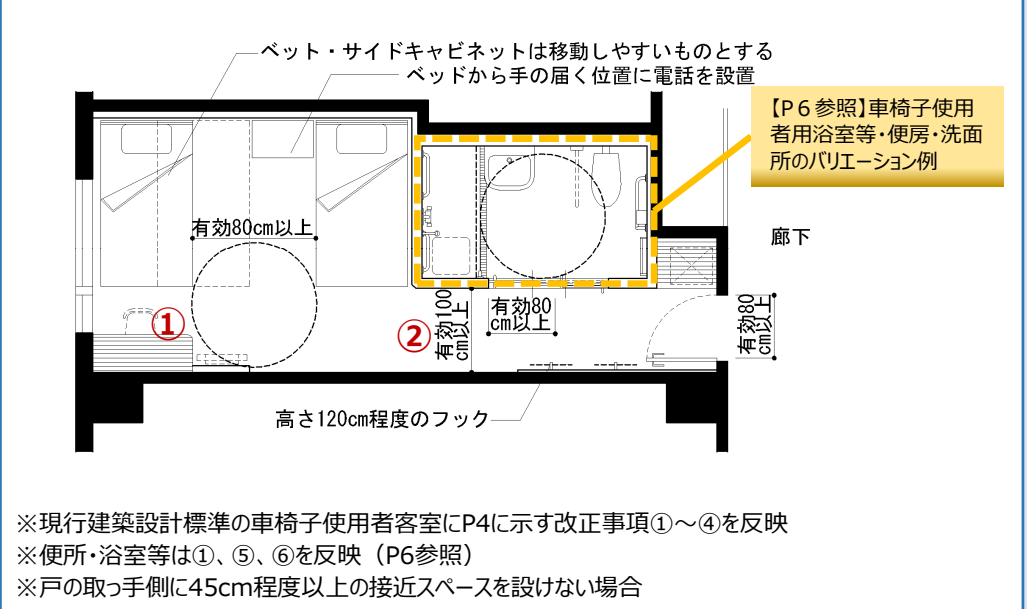 ベット・サイドキャビネットは移動しやすいものとする
ベッドから手の届く位置に電話を設置
【P6参照】車椅子使用
者用浴室等・便房・洗面
所のバリエーション例
有効80cm以上
廊下
①
②
有効100
cm以上
有効80
cm以上
有効80
cm以上
高さ120cm程度のフック
※現行建築設計標準の車椅子使用者客室にP4に示す改正事項①～④を反映
※便所・浴室等は①、⑤、⑥を反映（P6参照）
※戸の取っ手側に45cm程度以上の接近スペースを設けない場合